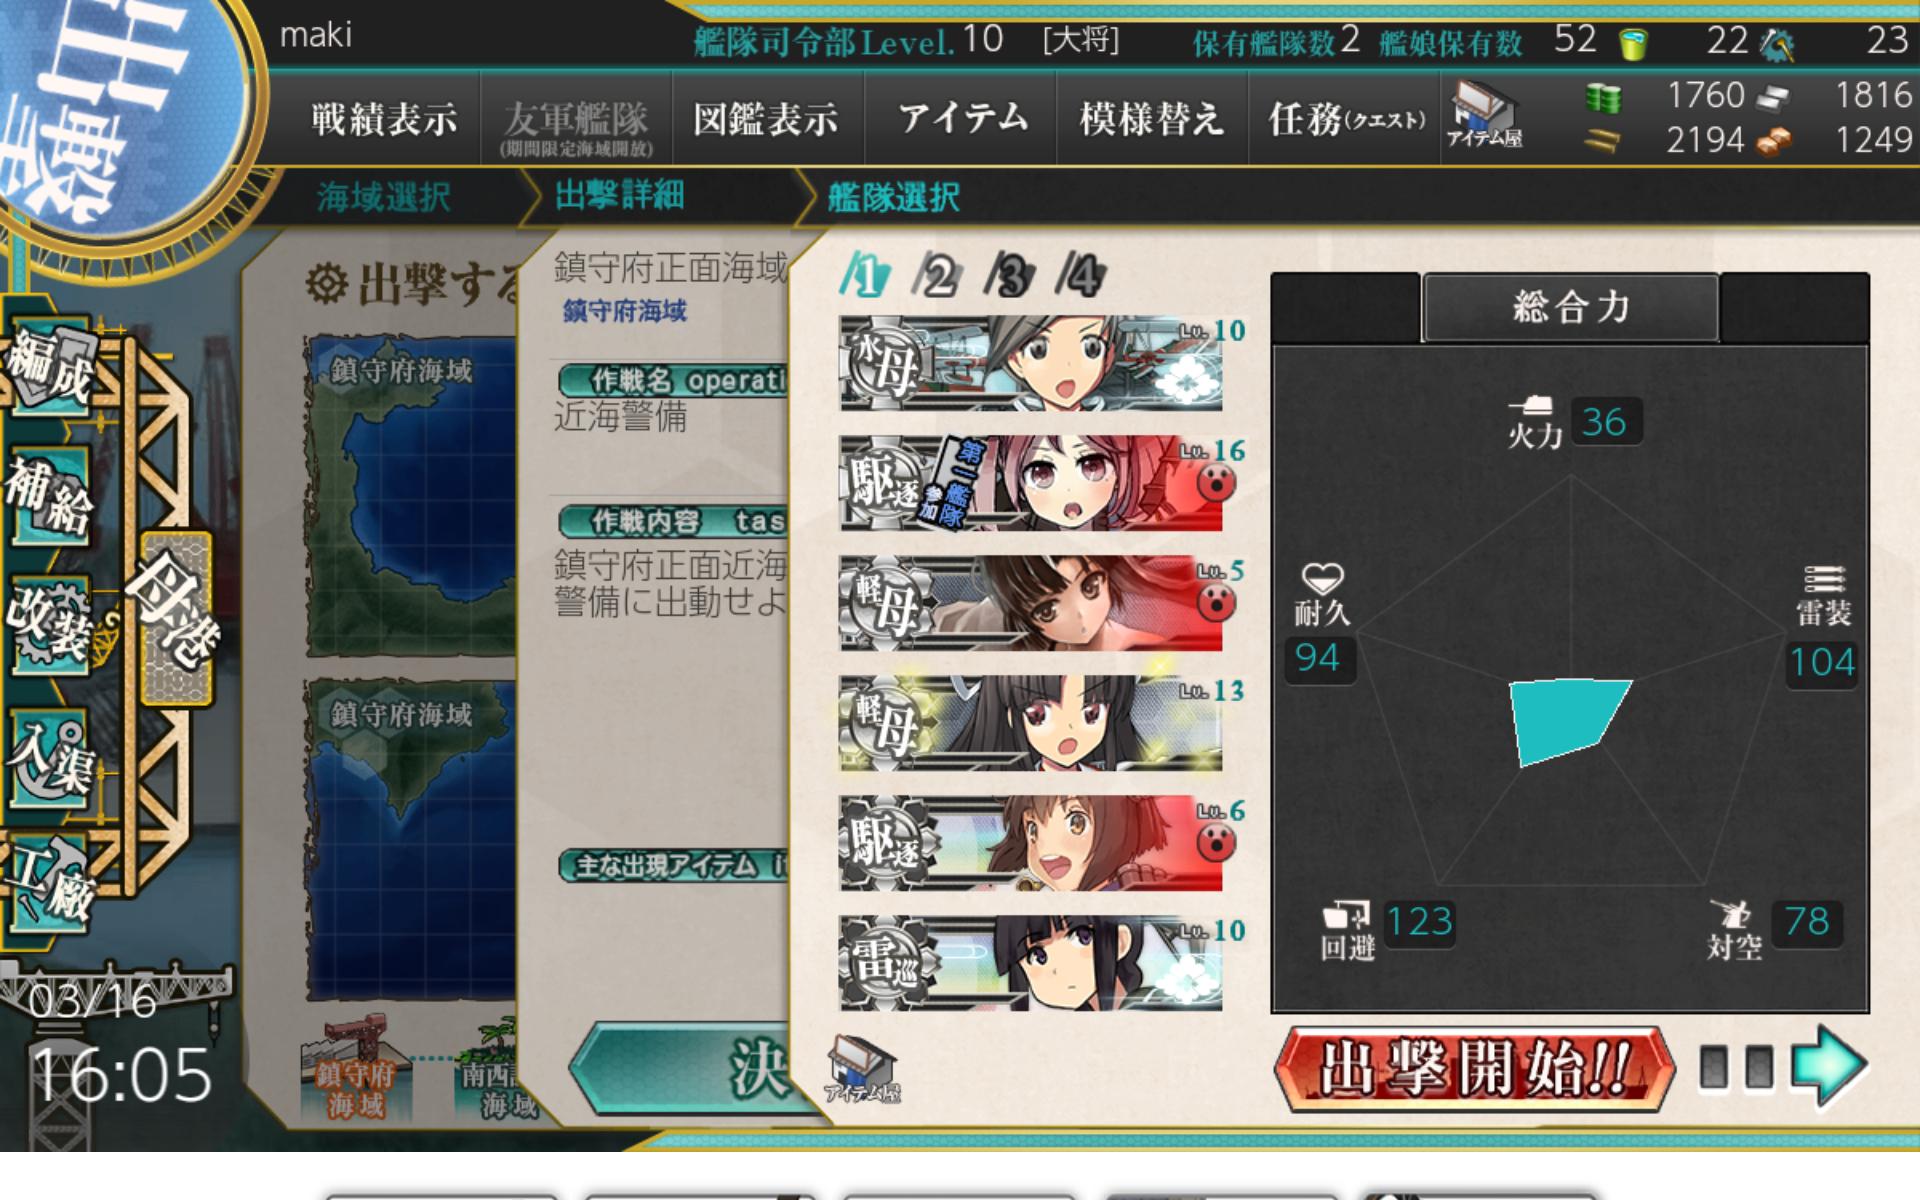 出撃
maki
艦隊司令部Level.10 [大将] 保有艦隊数2 艦娘保有数 52 22 23
戦績表示
友軍艦隊
(期間限定海域開放)
図鑑表示
アイテム
模様替え
任務(クエスト)
アイテム屋
1760 1816
2194 1249
海域選択
出撃詳細
艦隊選択
編成
補給
改装
入渠
工廠
母港
03/16
16:05
出撃する
鎮守府海域
鎮守府海域
鎮守府
海域
南西
海域
鎮守府正面海域
鎮守府海域
作戦名 operati
近海警備
作戦内容 tas
鎮守府正面近海
警備に出動せよ
主な出現アイテム it
決
1 2 3 4
水母 Lv.10
駆逐 第一艦隊 参加 Lv.16
軽母 Lv.5
軽母 Lv.13
駆逐 Lv.6
雷巡 Lv.10
アイテム屋
総合力
火力 36
耐久 94
雷装 104
回避 123
対空 78
出撃開始!!